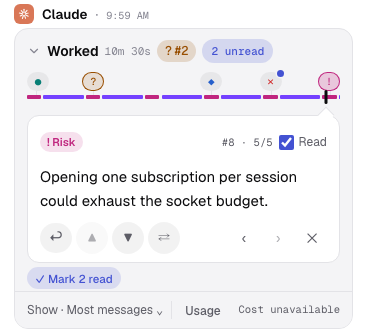 Claude · 9:59 AM
Worked 10m 30s ? #2 2 unread
? !
! Risk #8 · 5/5 Read
Opening one subscription per session
could exhaust the socket budget.
✓ Mark 2 read
Show · Most messages Usage Cost unavailable